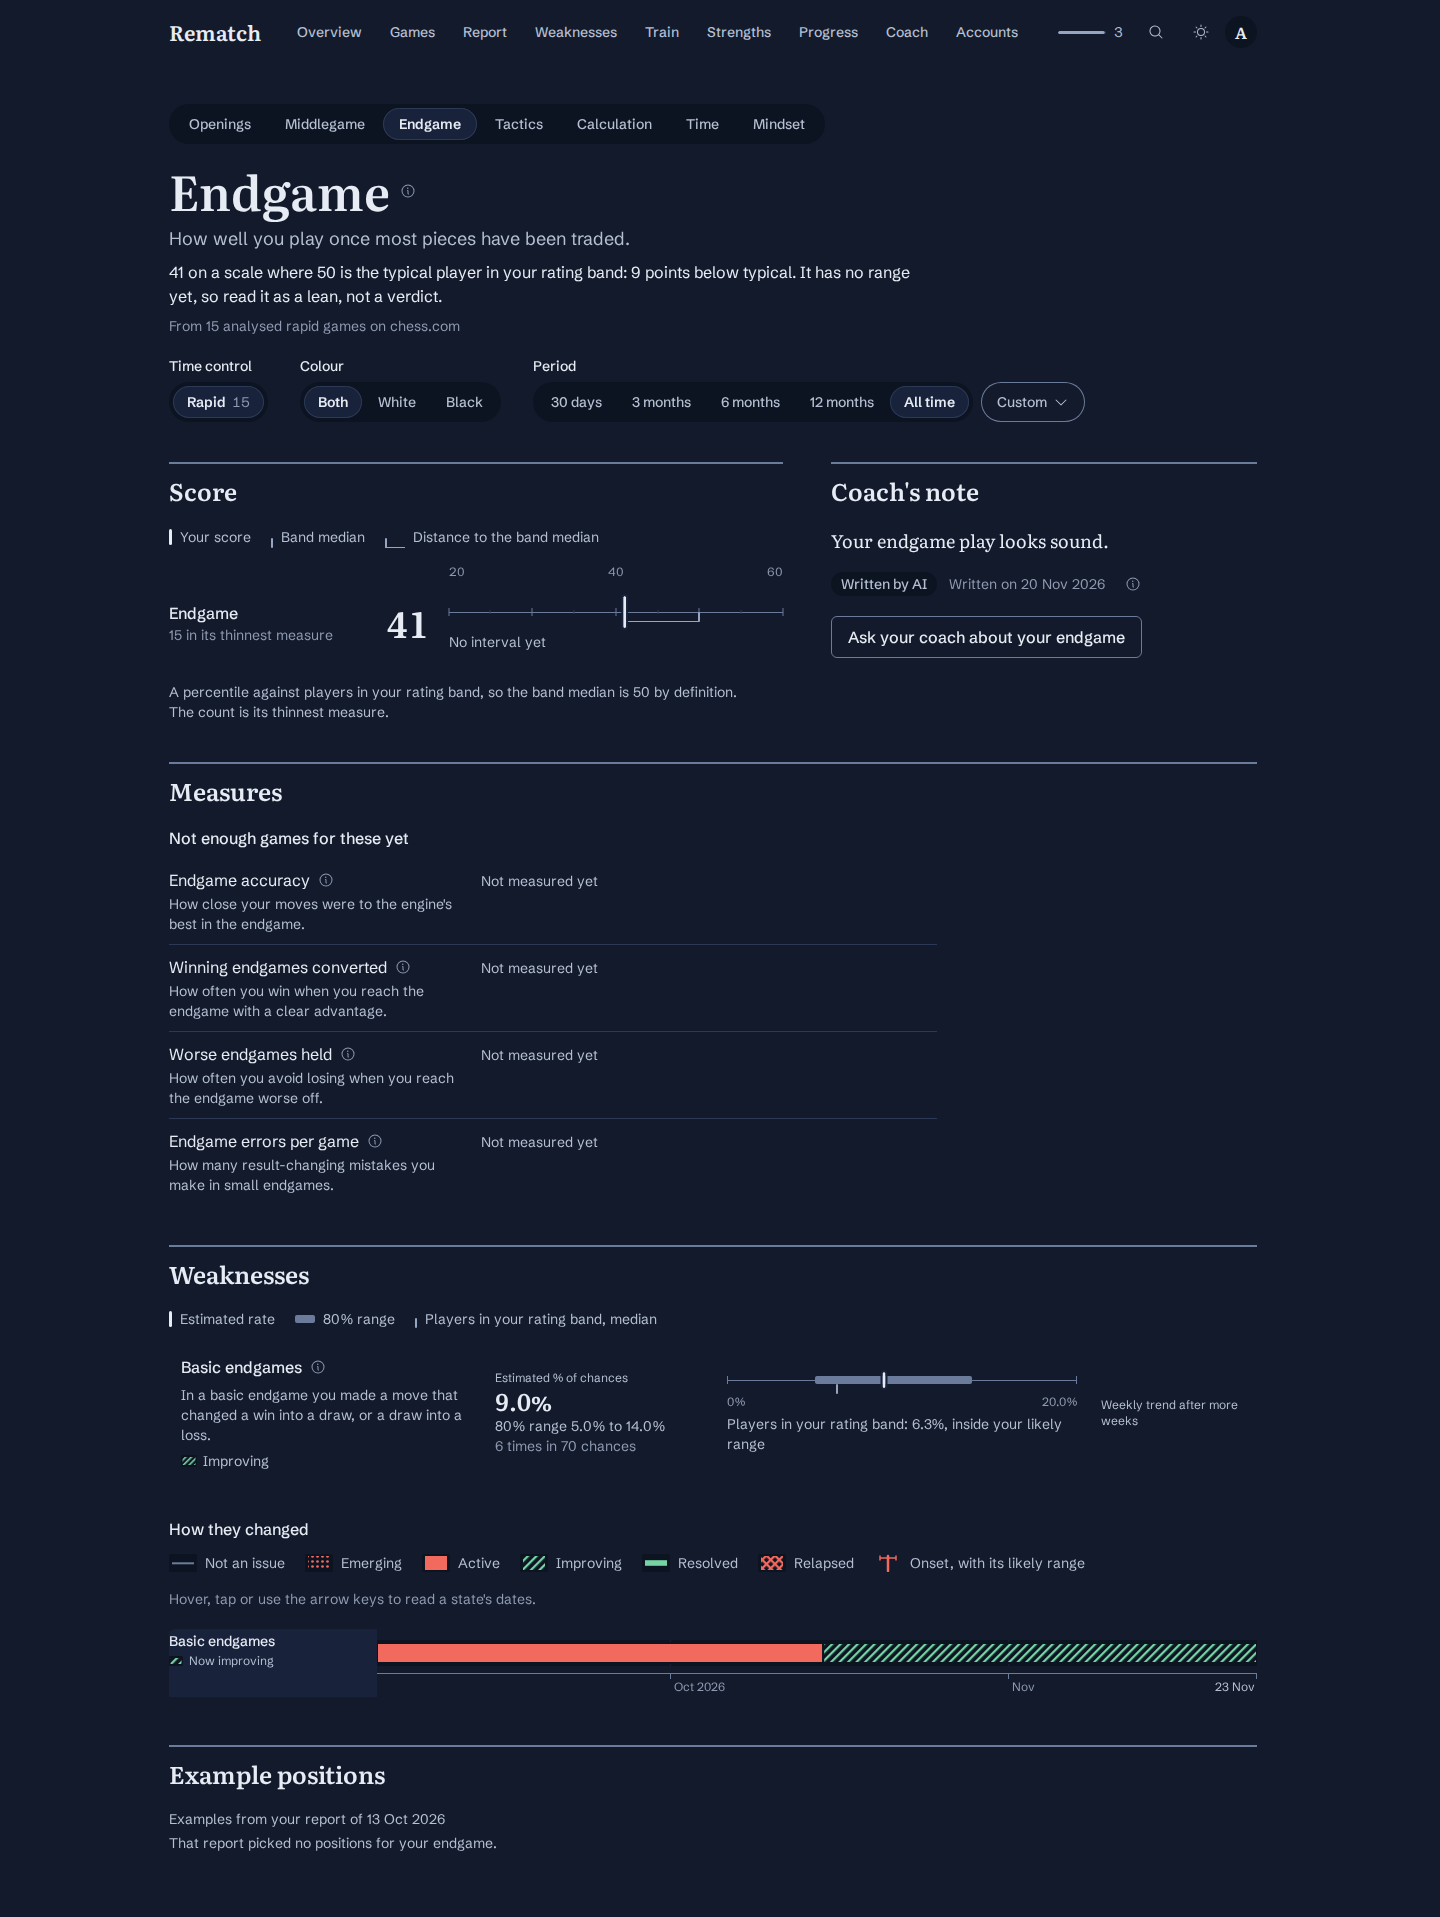 Rematch
Overview
Games
Report
Weaknesses
Train
Strengths
Progress
Coach
Accounts
3
A
Openings
Middlegame
Endgame
Tactics
Calculation
Time
Mindset
Endgame
How well you play once most pieces have been traded.
41 on a scale where 50 is the typical player in your rating band: 9 points below typical. It has no range
yet, so read it as a lean, not a verdict.
From 15 analysed rapid games on chess.com
Time control
Rapid 15
Colour
Both
White
Black
Period
30 days
3 months
6 months
12 months
All time
Custom
Score
Your score
Band median
Distance to the band median
20
40
60
Endgame
15 in its thinnest measure
41
No interval yet
A percentile against players in your rating band, so the band median is 50 by definition.
The count is its thinnest measure.
Coach's note
Your endgame play looks sound.
Written by AI
Written on 20 Nov 2026
Ask your coach about your endgame
Measures
Not enough games for these yet
Endgame accuracy
Not measured yet
How close your moves were to the engine's
best in the endgame.
Winning endgames converted
Not measured yet
How often you win when you reach the
endgame with a clear advantage.
Worse endgames held
Not measured yet
How often you avoid losing when you reach
the endgame worse off.
Endgame errors per game
Not measured yet
How many result-changing mistakes you
make in small endgames.
Weaknesses
Estimated rate
80% range
Players in your rating band, median
Basic endgames
In a basic endgame you made a move that
changed a win into a draw, or a draw into a
loss.
Improving
Estimated % of chances
9.0%
80% range 5.0% to 14.0%
6 times in 70 chances
0%
20.0%
Players in your rating band: 6.3%, inside your likely
range
Weekly trend after more
weeks
How they changed
Not an issue
Emerging
Active
Improving
Resolved
Relapsed
Onset, with its likely range
Hover, tap or use the arrow keys to read a state's dates.
Basic endgames
Now improving
Oct 2026
Nov
23 Nov
Example positions
Examples from your report of 13 Oct 2026
That report picked no positions for your endgame.